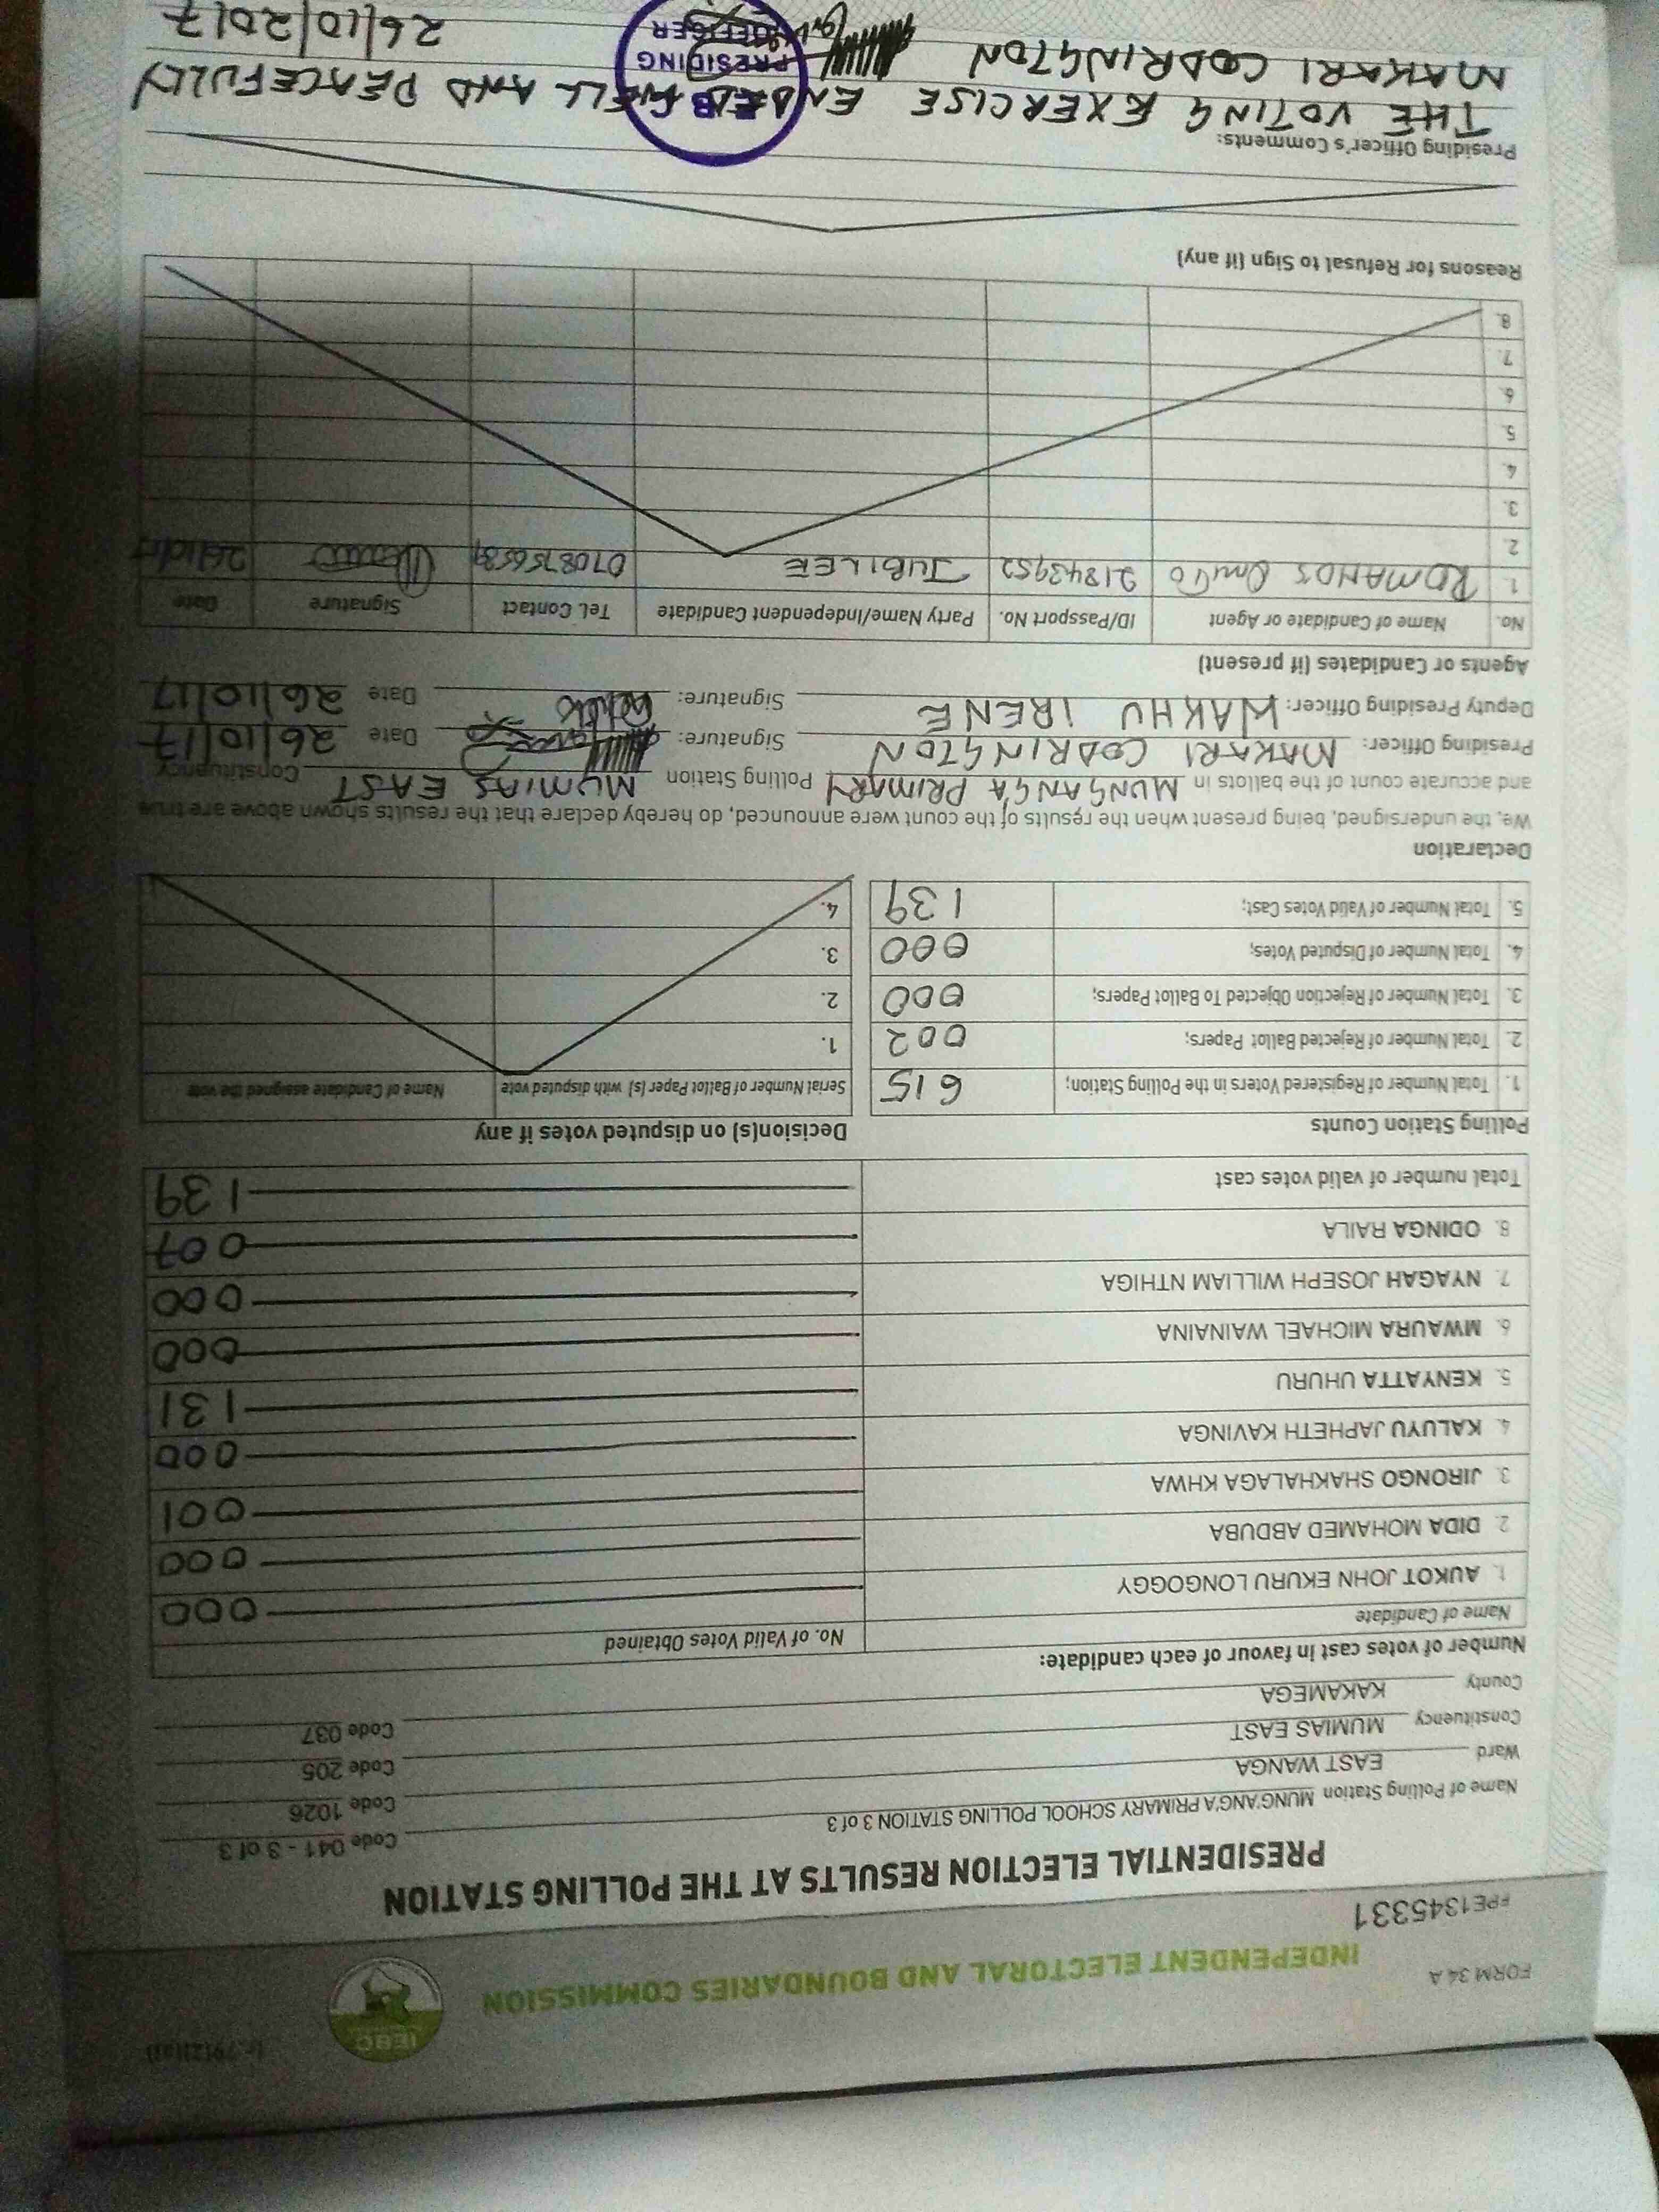 [r.79(2)(a)]
FORM 34 A
INDEPENDENT ELECTORAL AND BOUNDARIES COMMISSION
IEBC
FPE1345331
PRESIDENTIAL ELECTION RESULTS AT THE POLLING STATION
Name of Polling Station MUNG'ANG'A PRIMARY SCHOOL POLLING STATION 3 of 3 Code 041 - 3 of 3
Ward EAST WANGA Code 1026
Constituency MUMIAS EAST Code 205
County KAKAMEGA Code 037
Number of votes cast in favour of each candidate:
Name of Candidate No. of Valid Votes Obtained
1. AUKOT JOHN EKURU LONGOGGY 000
2. DIDA MOHAMED ABDUBA 000
3. JIRONGO SHAKHALAGA KHWA 001
4. KALUYU JAPHETH KAVINGA 000
5. KENYATTA UHURU 131
6. MWAURA MICHAEL WAINAINA 000
7. NYAGAH JOSEPH WILLIAM NTHIGA 000
8. ODINGA RAILA 007
Total number of valid votes cast 139
Polling Station Counts
1. Total Number of Registered Voters in the Polling Station; 615
2. Total Number of Rejected Ballot Papers; 002
3. Total Number of Rejection Objected To Ballot Papers; 000
4. Total Number of Disputed Votes; 000
5. Total Number of Valid Votes Cast; 139
Decision(s) on disputed votes if any
Serial Number of Ballot Paper (s) with disputed vote Name of Candidate assigned the vote
1.
2.
3.
4.
Declaration
We, the undersigned, being present when the results of the count were announced, do hereby declare that the results shown above are true
and accurate count of the ballots in MUNGANGA PRIMARY Polling Station MUMIAS EAST Constituency
Presiding Officer: MAKARI CODRINGTON Signature: Date 26/10/17
Deputy Presiding Officer: WAKHU IRENE Signature: Date 26/10/17
Agents or Candidates (if present)
No. Name of Candidate or Agent ID/Passport No. Party Name/Independent Candidate Tel. Contact Signature Date
1. ROMANUS 21843952 JUBILEE
2.
3.
4.
5.
6.
7.
8.
Reasons for Refusal to Sign (if any)
Presiding Officer's Comments:
THE VOTING EXERCISE ENDED WELL AND PEACEFULLY
MAKARI CODRINGTON 26/10/2017
PRESIDING
OFFICER